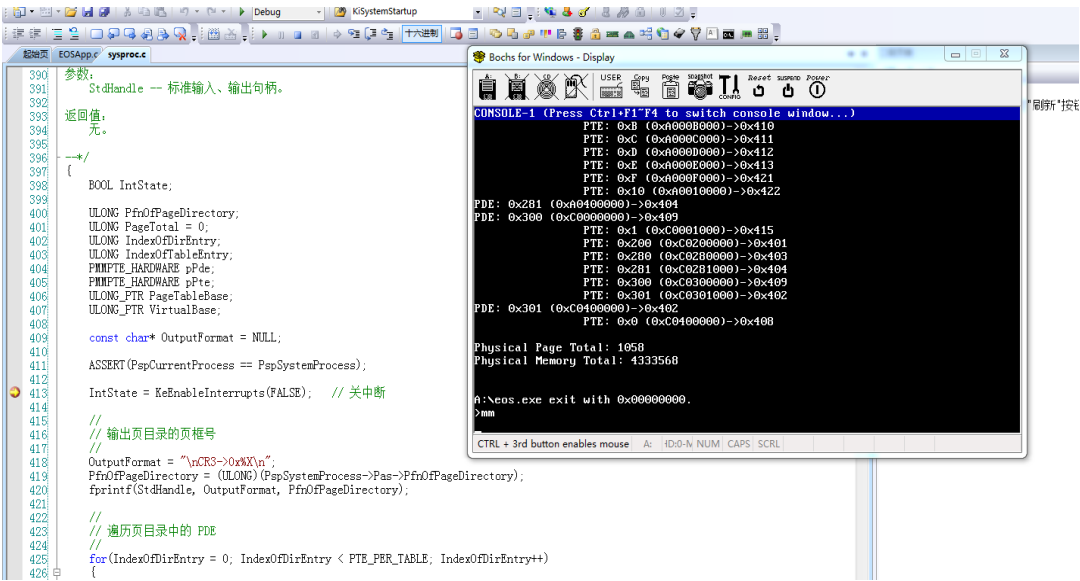 Debug
KiSystemStartup
十六进制
起始页 EOSApp.c sysproc.c
390 参数:
391 StdHandle -- 标准输入、输出句柄。
392
393 返回值:
394 无。
395
396 --*/
397 {
398 BOOL IntState;
399
400 ULONG PfnOfPageDirectory;
401 ULONG PageTotal = 0;
402 ULONG IndexOfDirEntry;
403 ULONG IndexOfTableEntry;
404 PMMPTE_HARDWARE pPde;
405 PMMPTE_HARDWARE pPte;
406 ULONG_PTR PageTableBase;
407 ULONG_PTR VirtualBase;
408
409 const char* OutputFormat = NULL;
410
411 ASSERT(PspCurrentProcess == PspSystemProcess);
412
413 IntState = KeEnableInterrupts(FALSE); // 关中断
414
415 //
416 // 输出页目录的页框号
417 //
418 OutputFormat = "\nCR3->0x%X\n";
419 PfnOfPageDirectory = (ULONG)(PspSystemProcess->Pas->PfnOfPageDirectory);
420 fprintf(StdHandle, OutputFormat, PfnOfPageDirectory);
421
422 //
423 // 遍历页目录中的 PDE
424 //
425 for(IndexOfDirEntry = 0; IndexOfDirEntry < PTE_PER_TABLE; IndexOfDirEntry++)
426 {
Bochs for Windows - Display
A: B: CD USER Copy Paste snapshot CONFIG Reset suspend Power
CONSOLE-1 (Press Ctrl+F1~F4 to switch console window...)
PTE: 0xB (0xA000B000)->0x410
PTE: 0xC (0xA000C000)->0x411
PTE: 0xD (0xA000D000)->0x412
PTE: 0xE (0xA000E000)->0x413
PTE: 0xF (0xA000F000)->0x421
PTE: 0x10 (0xA0010000)->0x422
PDE: 0x281 (0xA0400000)->0x404
PDE: 0x300 (0xC0000000)->0x409
PTE: 0x1 (0xC0001000)->0x415
PTE: 0x200 (0xC0200000)->0x401
PTE: 0x280 (0xC0280000)->0x403
PTE: 0x281 (0xC0281000)->0x404
PTE: 0x300 (0xC0300000)->0x409
PTE: 0x301 (0xC0301000)->0x402
PDE: 0x301 (0xC0400000)->0x402
PTE: 0x0 (0xC0400000)->0x408
Physical Page Total: 1058
Physical Memory Total: 4333568
A:\eos.exe exit with 0x00000000.
>mm
CTRL + 3rd button enables mouse A: NUM CAPS SCRL
"刷新"按钮